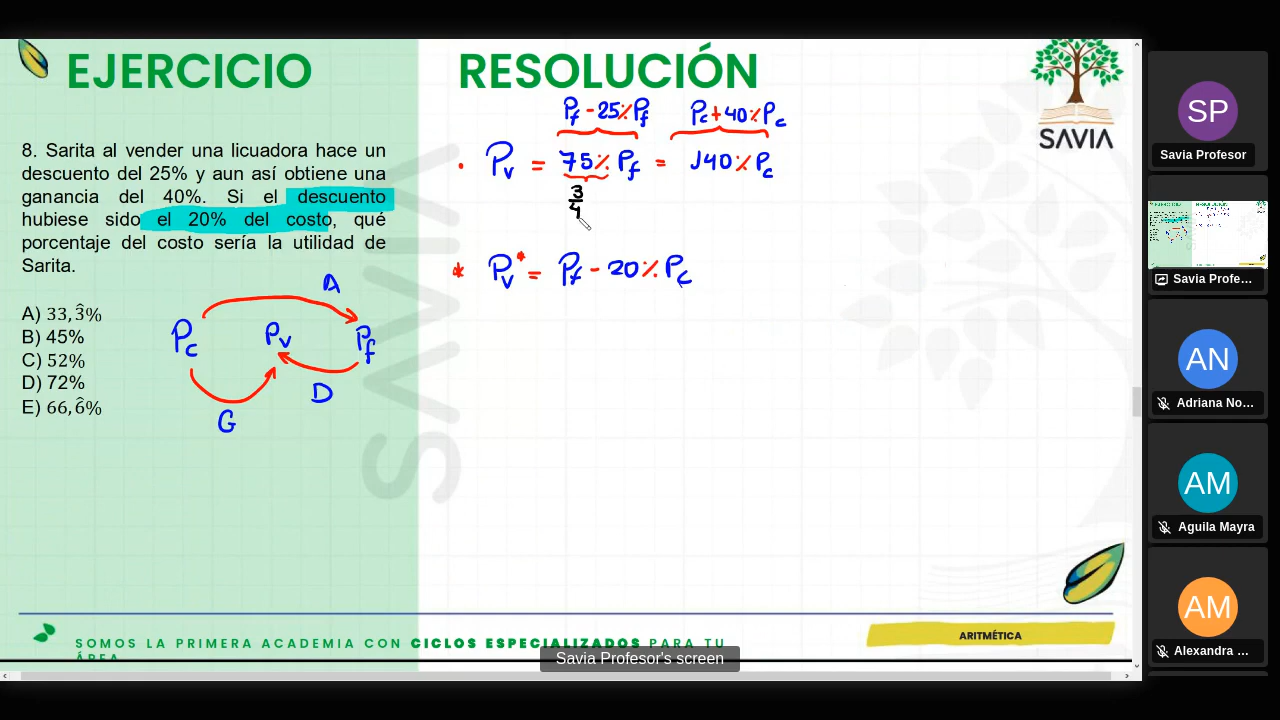 EJERCICIO
RESOLUCIÓN
SAVIA
8. Sarita al vender una licuadora hace un
descuento del 25% y aun así obtiene una
ganancia del 40%. Si el descuento
hubiese sido el 20% del costo, qué
porcentaje del costo sería la utilidad de
Sarita.
A) 33,3̂%
B) 45%
C) 52%
D) 72%
E) 66,6̂%
Pc Pv Pf
A
D
G
Pf - 25% Pf Pc + 40% Pc
• Pv = 75% Pf = 140% Pc
3/4
* Pv* = Pf - 20% Pc
SAVIA
SOMOS LA PRIMERA ACADEMIA CON CICLOS ESPECIALIZADOS PARA TU
ÁREA
ARITMÉTICA
Savia Profesor's screen
SP
Savia Profesor
Savia Profe...
AN
Adriana No...
AM
Aguila Mayra
AM
Alexandra ...